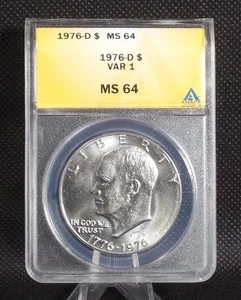 1976-D $ MS 64
1976-D $
VAR 1
MS 64
LIBERTY
IN GOD WE
TRUST
1776-1976